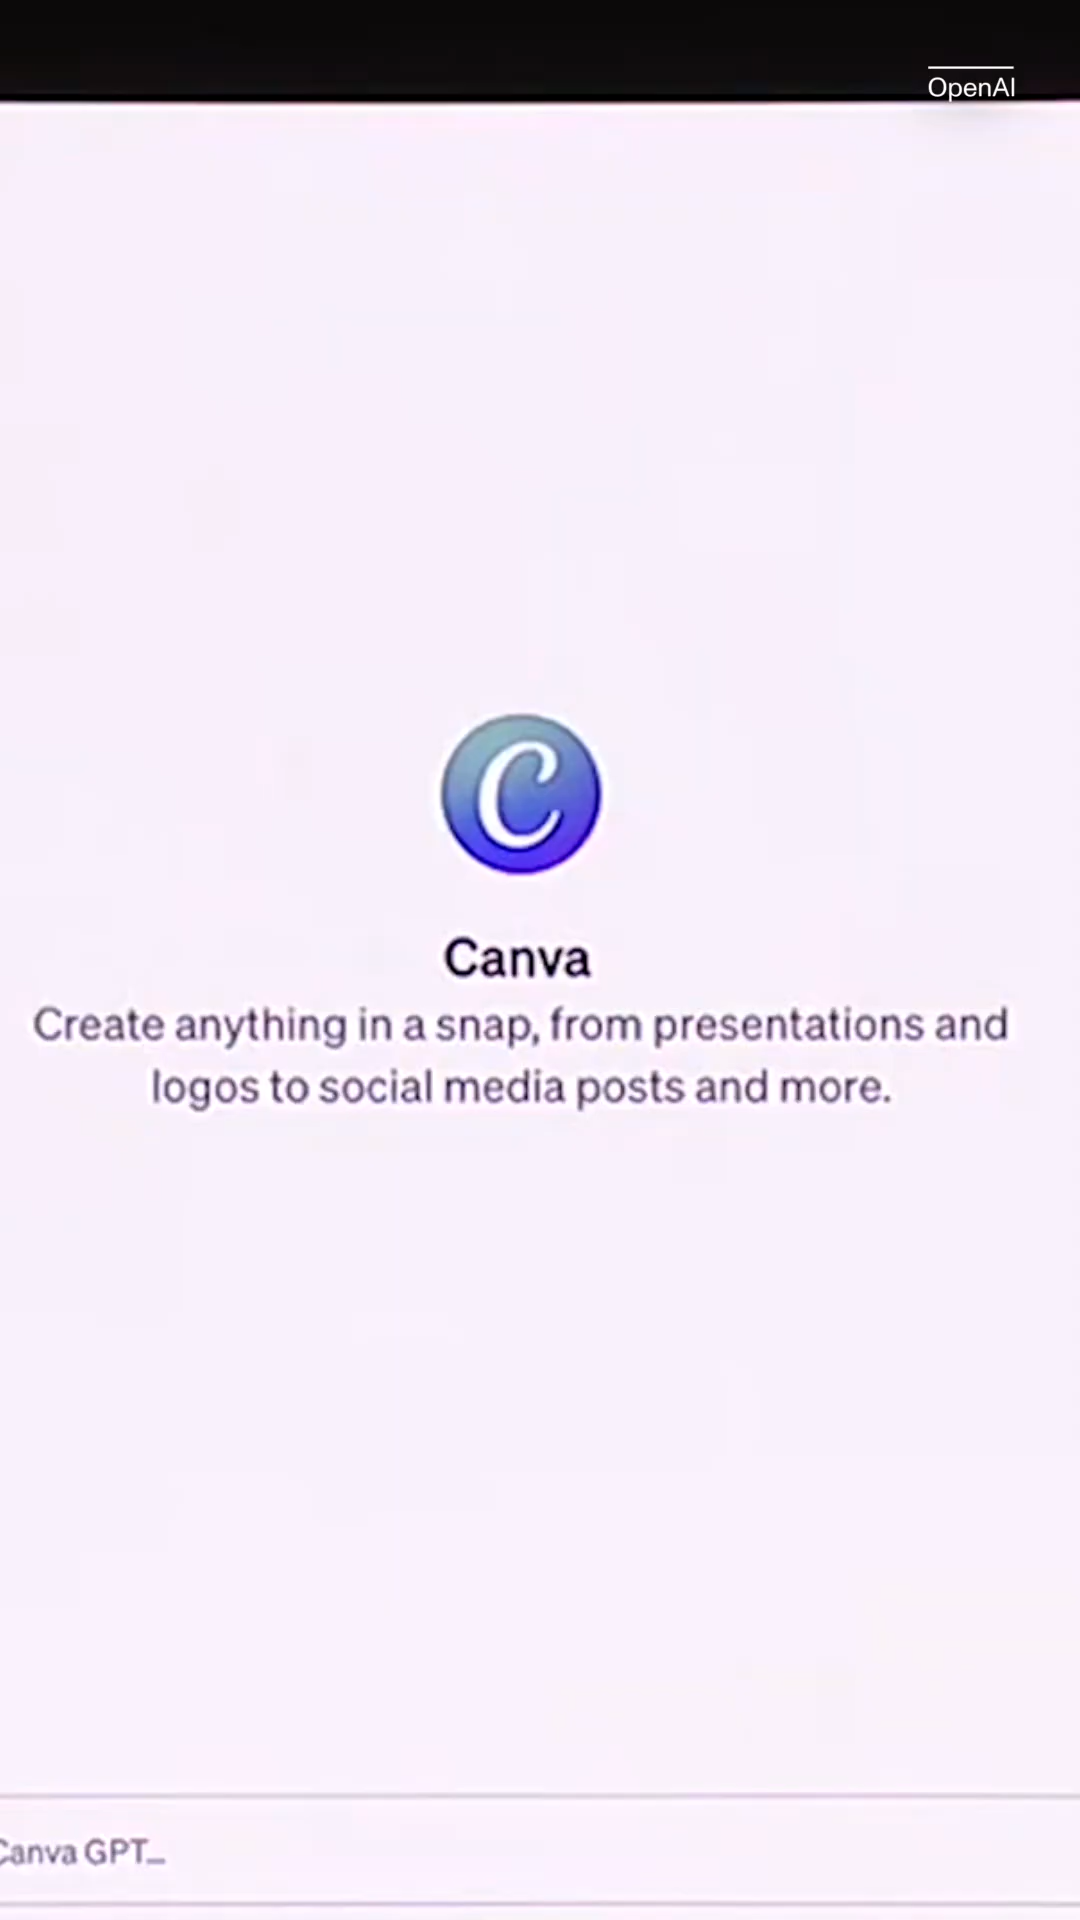 OpenAI
C
Canva
Create anything in a snap, from presentations and
logos to social media posts and more.
Canva GPT...